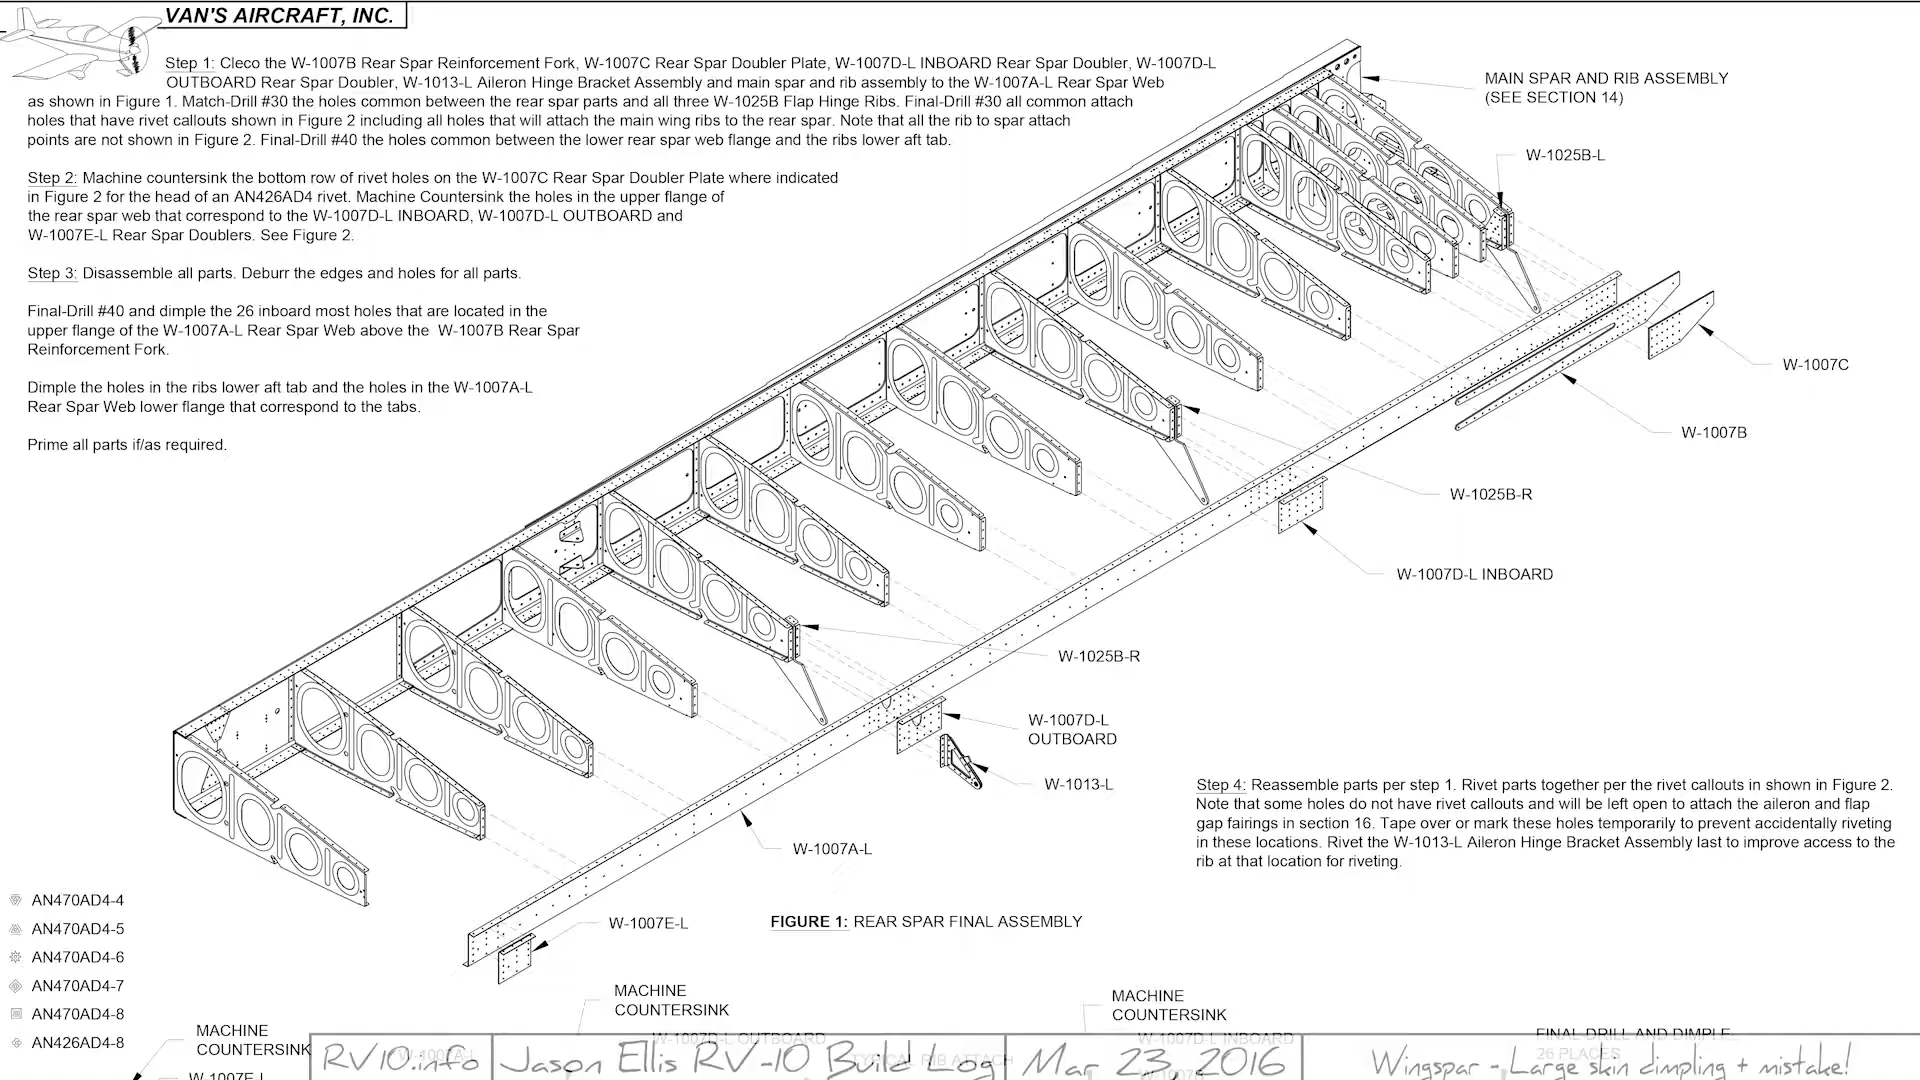 VAN'S AIRCRAFT, INC.
Step 1: Cleco the W-1007B Rear Spar Reinforcement Fork, W-1007C Rear Spar Doubler Plate, W-1007D-L INBOARD Rear Spar Doubler, W-1007D-L
OUTBOARD Rear Spar Doubler, W-1013-L Aileron Hinge Bracket Assembly and main spar and rib assembly to the W-1007A-L Rear Spar Web
as shown in Figure 1. Match-Drill #30 the holes common between the rear spar parts and all three W-1025B Flap Hinge Ribs. Final-Drill #30 all common attach
holes that have rivet callouts shown in Figure 2 including all holes that will attach the main wing ribs to the rear spar. Note that all the rib to spar attach
points are not shown in Figure 2. Final-Drill #40 the holes common between the lower rear spar web flange and the ribs lower aft tab.
Step 2: Machine countersink the bottom row of rivet holes on the W-1007C Rear Spar Doubler Plate where indicated
in Figure 2 for the head of an AN426AD4 rivet. Machine Countersink the holes in the upper flange of
the rear spar web that correspond to the W-1007D-L INBOARD, W-1007D-L OUTBOARD and
W-1007E-L Rear Spar Doublers. See Figure 2.
Step 3: Disassemble all parts. Deburr the edges and holes for all parts.
Final-Drill #40 and dimple the 26 inboard most holes that are located in the
upper flange of the W-1007A-L Rear Spar Web above the W-1007B Rear Spar
Reinforcement Fork.
Dimple the holes in the ribs lower aft tab and the holes in the W-1007A-L
Rear Spar Web lower flange that correspond to the tabs.
Prime all parts if/as required.
MAIN SPAR AND RIB ASSEMBLY
(SEE SECTION 14)
W-1025B-L
W-1007C
W-1007B
W-1025B-R
W-1007D-L INBOARD
W-1025B-R
W-1007D-L
OUTBOARD
W-1013-L
W-1007A-L
Step 4: Reassemble parts per step 1. Rivet parts together per the rivet callouts in shown in Figure 2.
Note that some holes do not have rivet callouts and will be left open to attach the aileron and flap
gap fairings in section 16. Tape over or mark these holes temporarily to prevent accidentally riveting
in these locations. Rivet the W-1013-L Aileron Hinge Bracket Assembly last to improve access to the
rib at that location for riveting.
W-1007E-L
FIGURE 1: REAR SPAR FINAL ASSEMBLY
AN470AD4-4
AN470AD4-5
AN470AD4-6
AN470AD4-7
AN470AD4-8
AN426AD4-8
MACHINE
COUNTERSINK
W-1007E-L
MACHINE
COUNTERSINK
W-1007D-L OUTBOARD
MACHINE
COUNTERSINK
W-1007D-L INBOARD
FINAL DRILL AND DIMPLE
26 PLACES
W-1007A-L
TYPICAL RIB ATTACH
RV10.info Jason Ellis RV-10 Build Log Mar 23, 2016 Wingspar - Large skin dimpling + mistake!